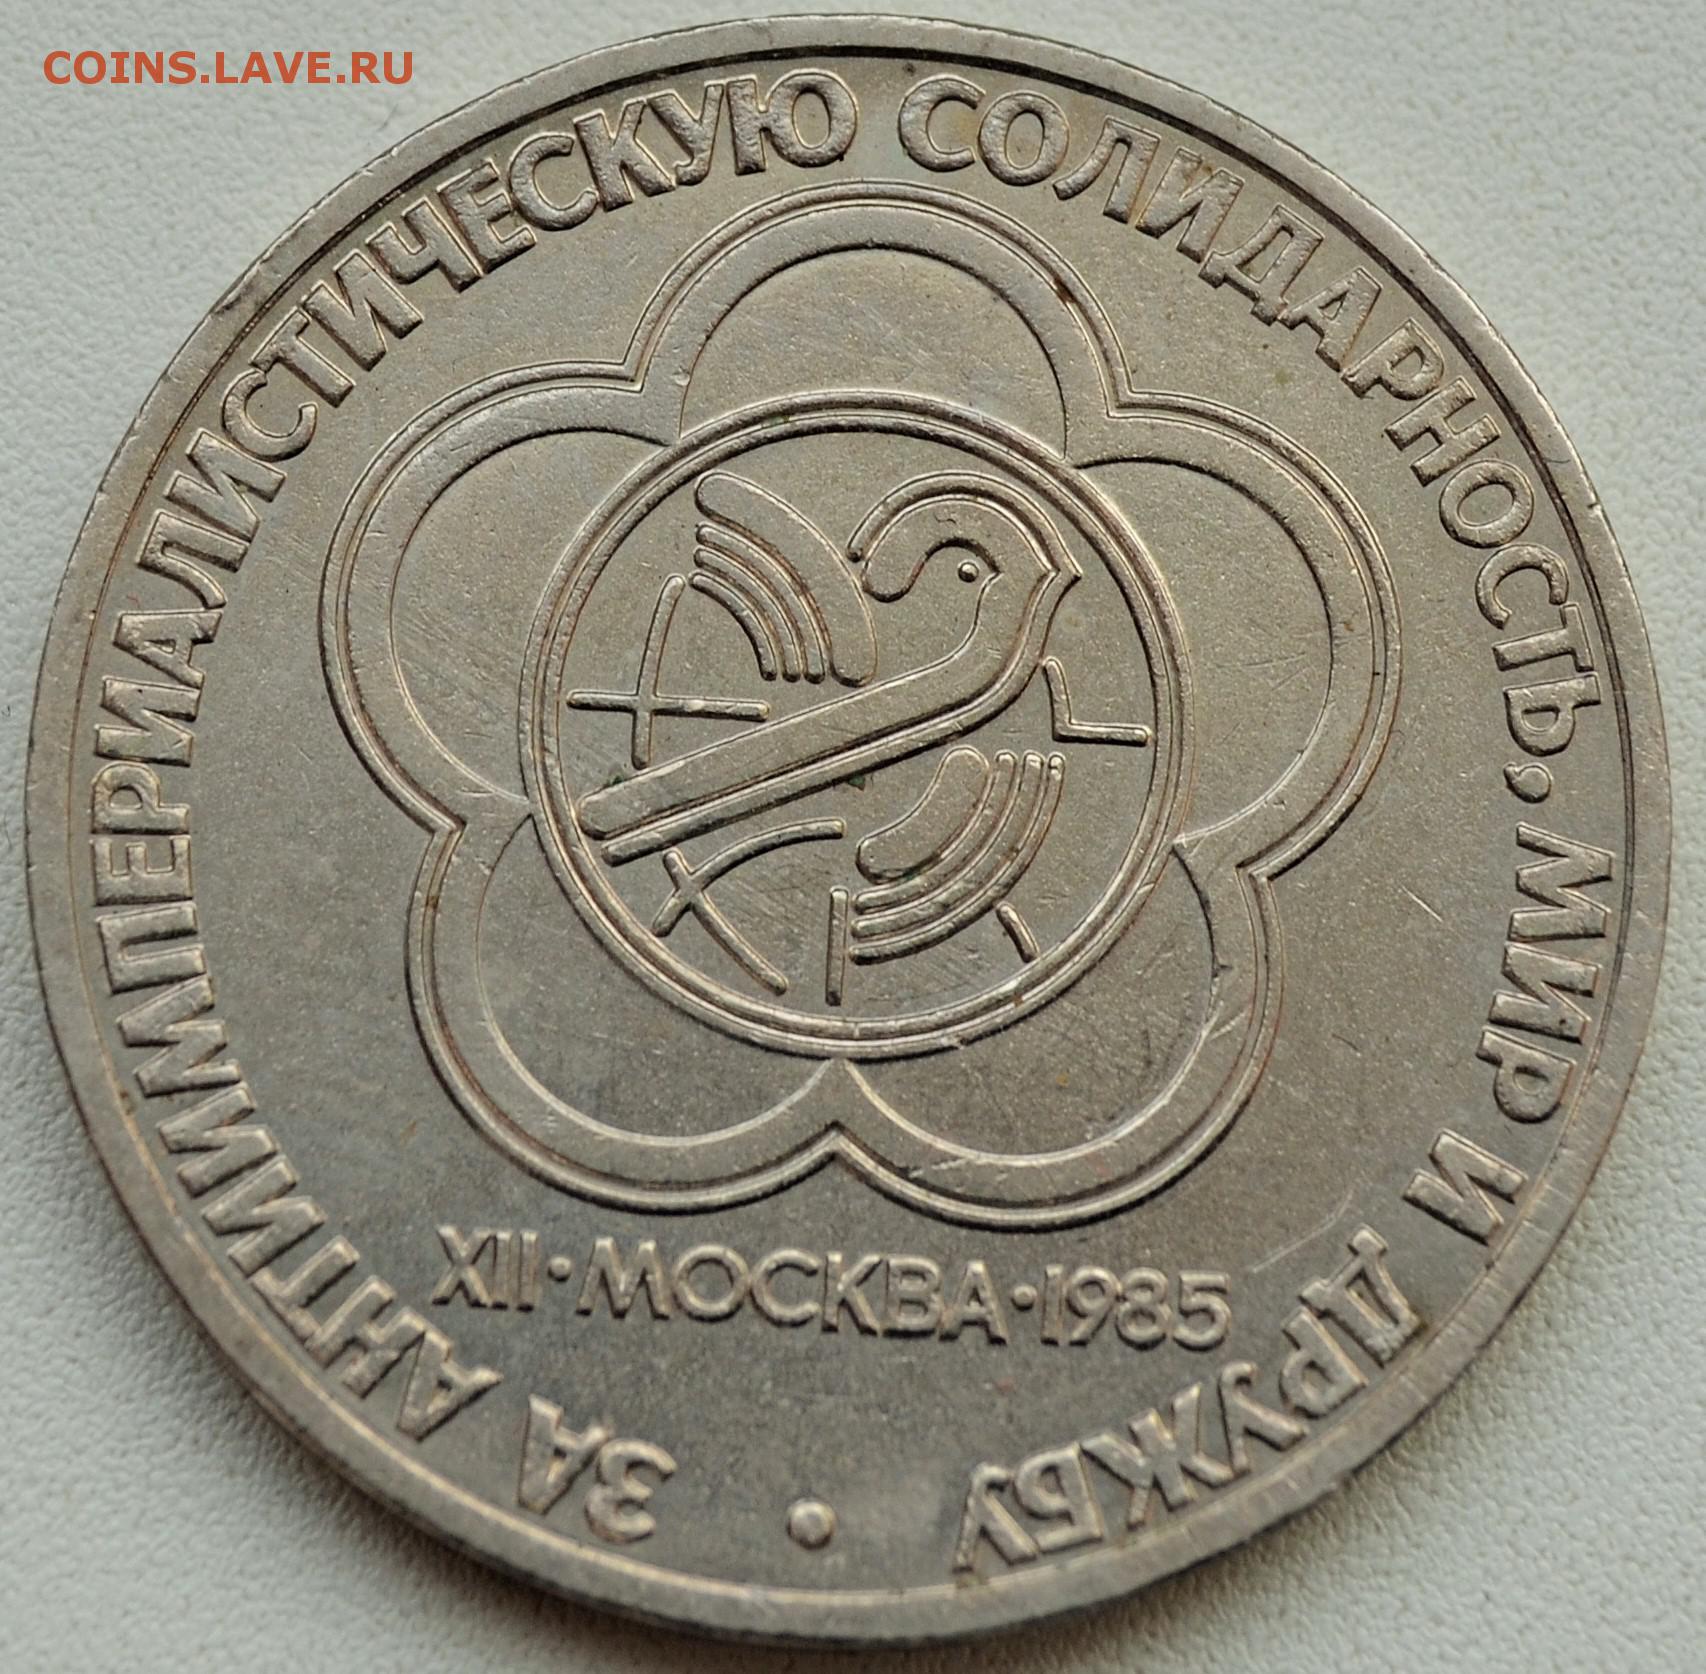 COINS.LAVE.RU
ЗА АНТИИМПЕРИАЛИСТИЧЕСКУЮ СОЛИДАРНОСТЬ, МИР И ДРУЖБУ •
XII • МОСКВА • 1985